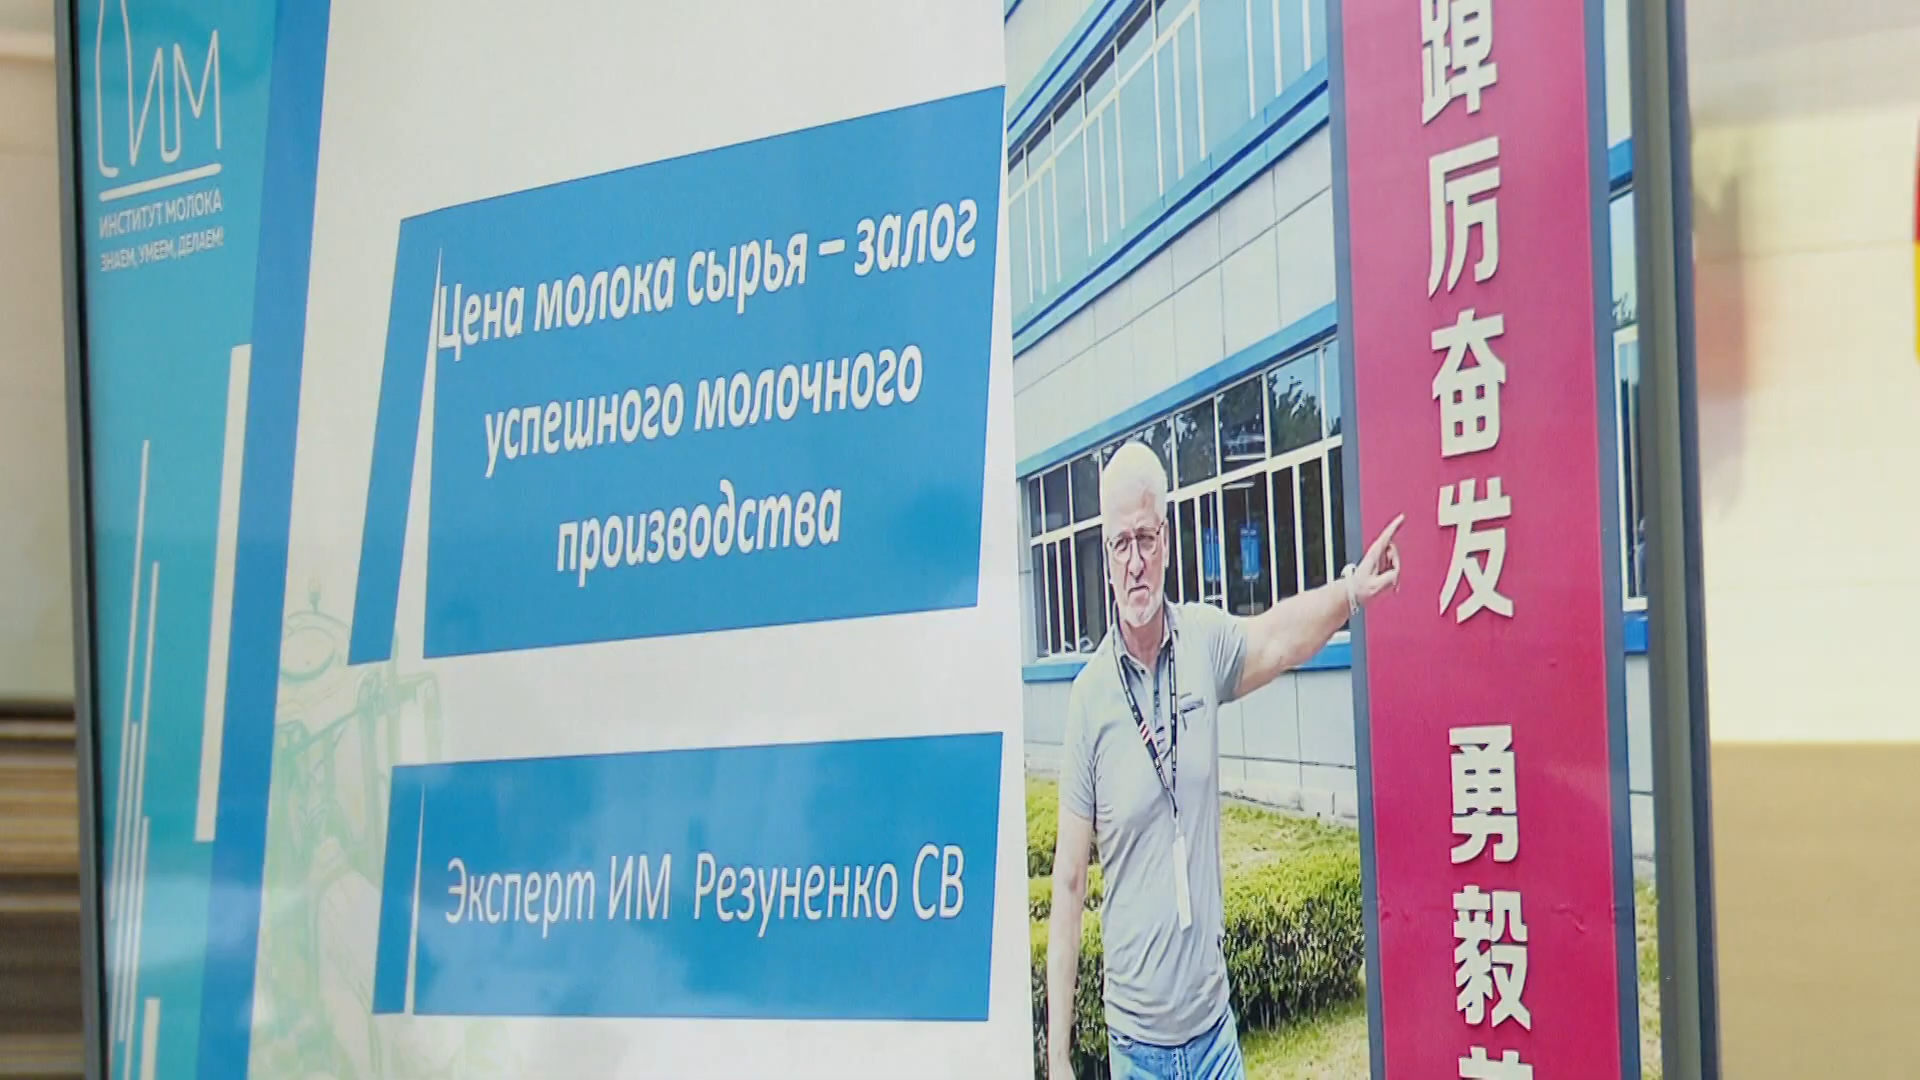 ИМ
ИНСТИТУТ МОЛОКА
ЗНАЕМ, УМЕЕМ, ДЕЛАЕМ!
Цена молока сырья – залог
успешного молочного
производства
Эксперт ИМ Резуненко СВ
踔厉奋发 勇毅